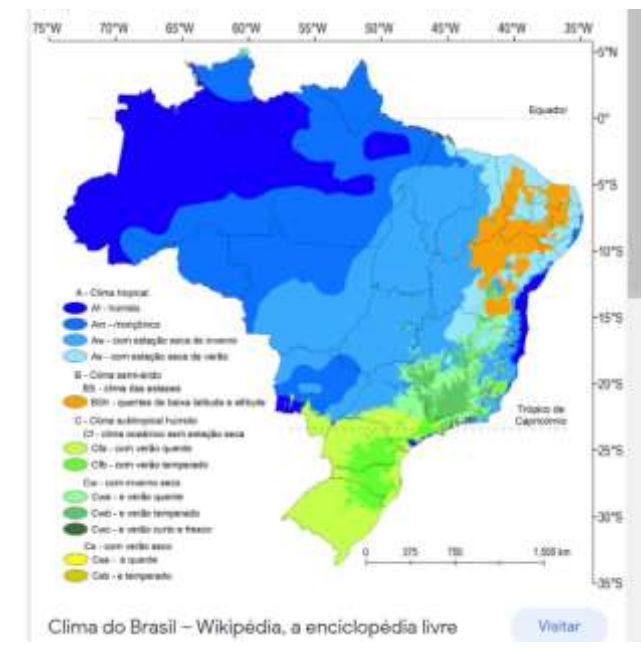 75°W 70°W 65°W 60°W 55°W 50°W 45°W 40°W 35°W
5°N
Equador
0°
5°S
10°S
A - Clima tropical
Af - húmido
Am - monçônico
Aw - com estação seca de inverno
As - com estação seca de verão
15°S
B - Clima semi-árido
BS - clima das estepes
BSh - quentes de baixa latitude e altitude
20°S
Trópico de
Capricórnio
C - Clima subtropical húmido
Cf - clima oceânico sem estação seca
Cfa - com verão quente
Cfb - com verão temperado
25°S
Cw - com inverno seco
Cwa - e verão quente
Cwb - e verão temperado
Cwc - e verão curto e fresco
30°S
Cs - com verão seco
Csa - e quente
Csb - e temperado
0 375 750 1,500 km
35°S
Clima do Brasil – Wikipédia, a enciclopédia livre
Visitar